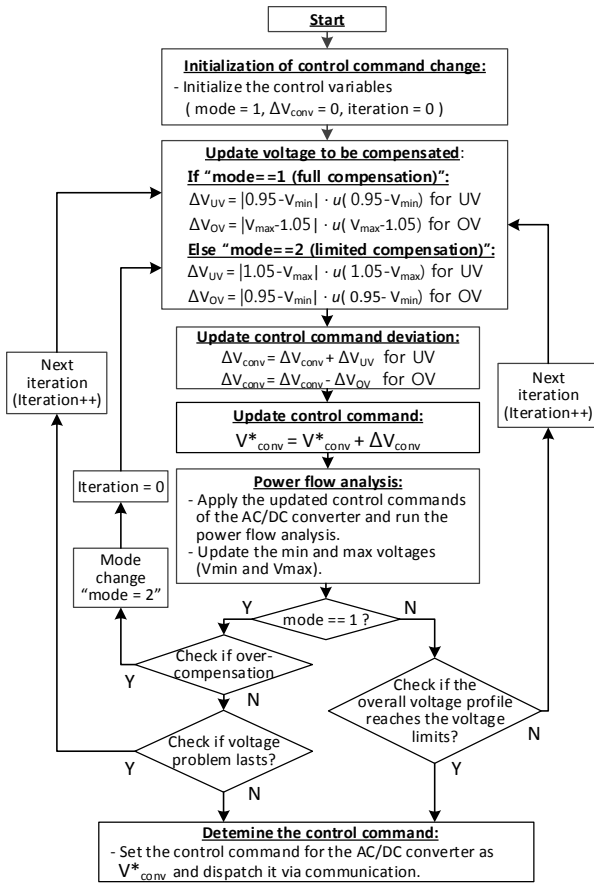 Start
Initialization of control command change:
- Initialize the control variables
( mode = 1, ΔVconv = 0, iteration = 0 )
Update voltage to be compensated:
If “mode==1 (full compensation)”:
ΔVUV = |0.95-Vmin| · u( 0.95-Vmin) for UV
ΔVOV = |Vmax-1.05| · u( Vmax-1.05) for OV
Else “mode==2 (limited compensation)”:
ΔVUV = |1.05-Vmax| · u( 1.05-Vmax) for UV
ΔVOV = |0.95-Vmin| · u( 0.95- Vmin) for OV
Update control command deviation:
ΔVconv = ΔVconv + ΔVUV for UV
ΔVconv = ΔVconv - ΔVOV for OV
Next
iteration
(Iteration++)
Next
iteration
(Iteration++)
Update control command:
V*conv = V*conv + ΔVconv
Power flow analysis:
- Apply the updated control commands
of the AC/DC converter and run the
power flow analysis.
- Update the min and max voltages
(Vmin and Vmax).
Iteration = 0
Mode
change
“mode = 2”
Y
mode == 1 ?
N
Check if over-
compensation
Y
N
Check if the
overall voltage profile
reaches the voltage
limits?
N
Y
Check if voltage
problem lasts?
Y
N
Detemine the control command:
- Set the control command for the AC/DC converter as
V*conv and dispatch it via communication.